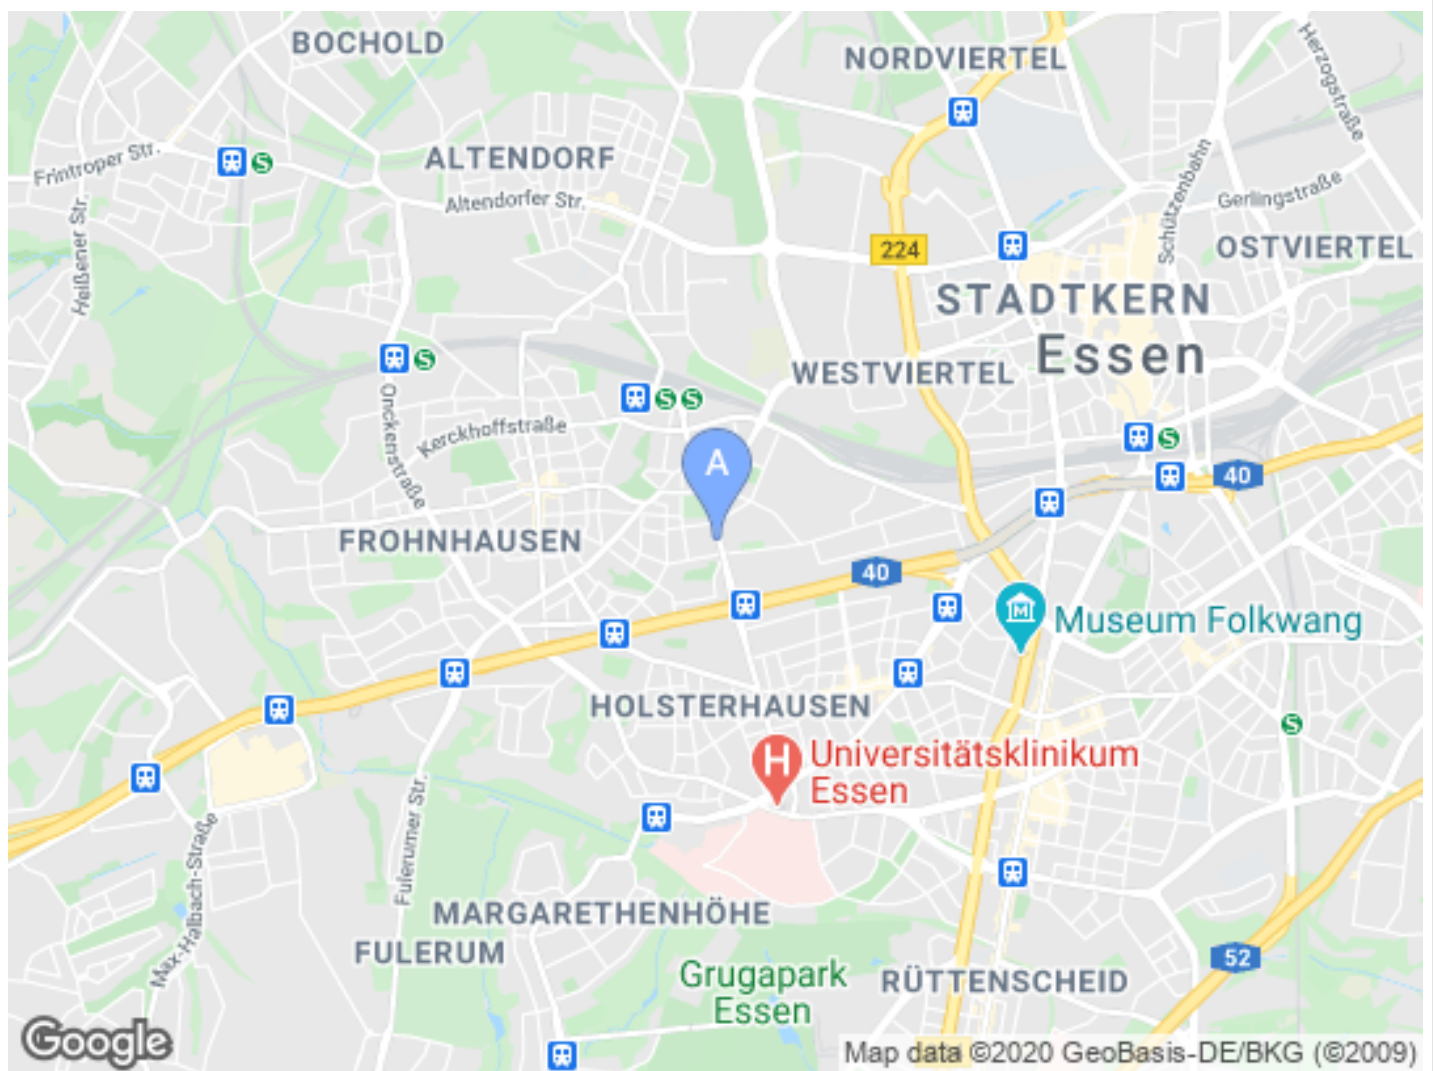 BOCHOLD
NORDVIERTEL
Herzogstraße
Frintroper Str.
S
ALTENDORF
Altendorfer Str.
Schützenbahn
Gerlingstraße
Heißener Str.
224
OSTVIERTEL
STADTKERN
Essen
S
WESTVIERTEL
Onckenstraße
S S
Kerckhoffstraße
S
A
40
FROHNHAUSEN
40
M
Museum Folkwang
HOLSTERHAUSEN
S
H
Universitätsklinikum
Essen
Fulerumer Str.
Max-Halbach-Straße
MARGARETHENHÖHE
FULERUM
52
Grugapark
Essen
RÜTTENSCHEID
Google
Map data ©2020 GeoBasis-DE/BKG (©2009)